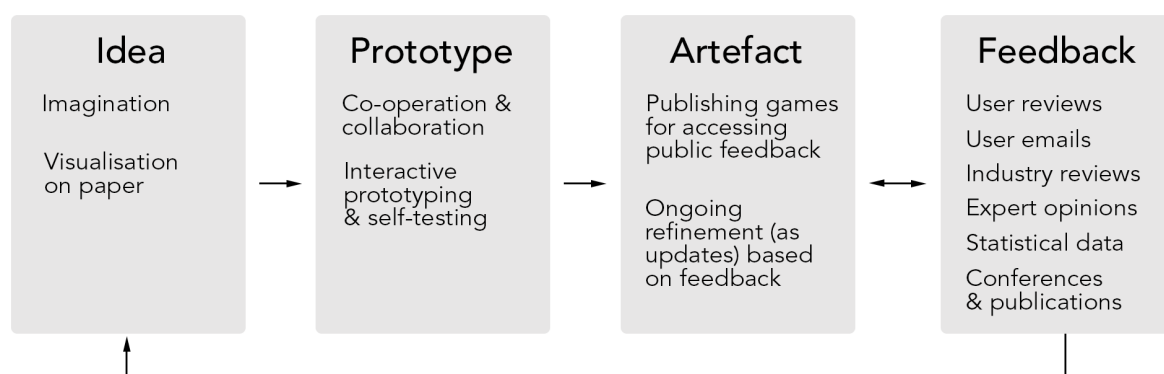 Idea
Imagination
Visualisation
on paper
Prototype
Co-operation &
collaboration
Interactive
prototyping
& self-testing
Artefact
Publishing games
for accessing
public feedback
Ongoing
refinement (as
updates) based
on feedback
Feedback
User reviews
User emails
Industry reviews
Expert opinions
Statistical data
Conferences
& publications